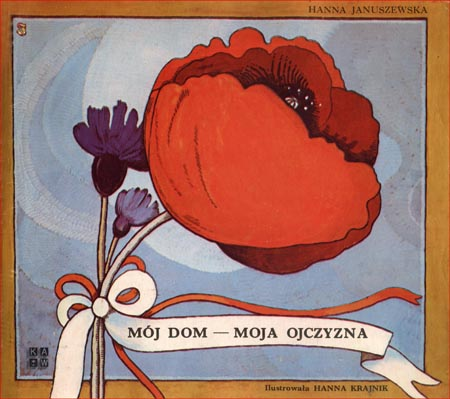 HANNA JANUSZEWSKA
MÓJ DOM — MOJA OJCZYZNA
K A
W
Ilustrowała HANNA KRAJNIK